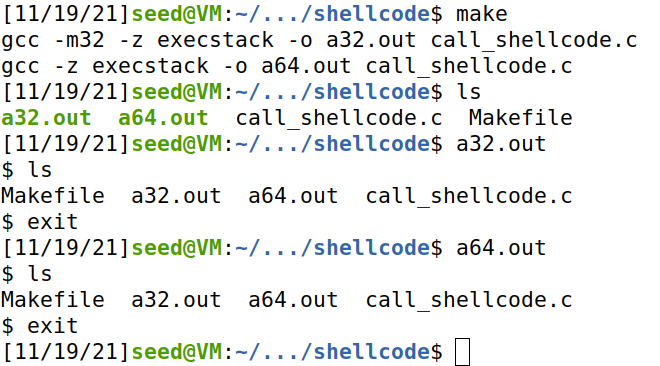 [11/19/21]seed@VM:~/.../shellcode$ make
gcc -m32 -z execstack -o a32.out call_shellcode.c
gcc -z execstack -o a64.out call_shellcode.c
[11/19/21]seed@VM:~/.../shellcode$ ls
a32.out  a64.out  call_shellcode.c  Makefile
[11/19/21]seed@VM:~/.../shellcode$ a32.out
$ ls
Makefile  a32.out  a64.out  call_shellcode.c
$ exit
[11/19/21]seed@VM:~/.../shellcode$ a64.out
$ ls
Makefile  a32.out  a64.out  call_shellcode.c
$ exit
[11/19/21]seed@VM:~/.../shellcode$